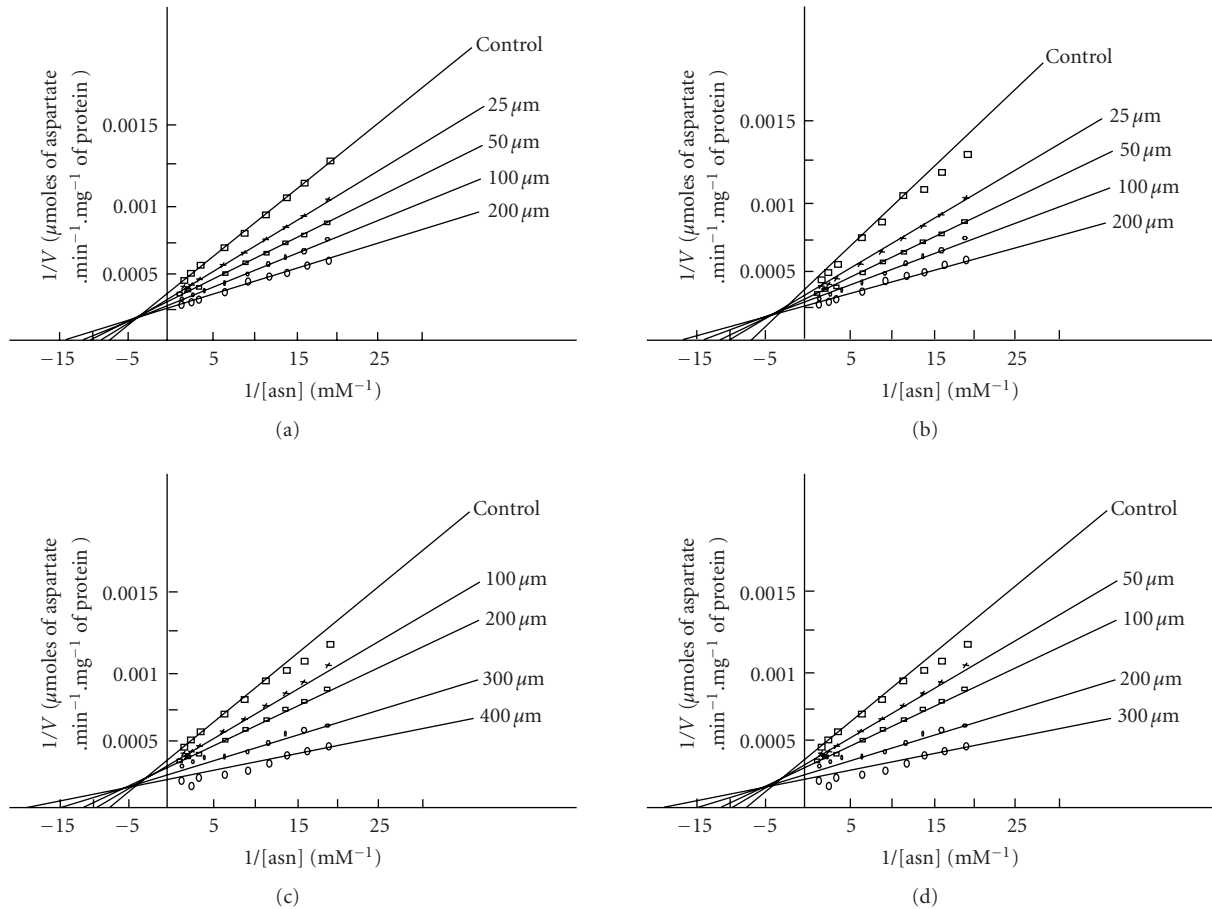 1/V (μmoles of aspartate
.min−1.mg−1 of protein )
0.0015
0.001
0.0005
Control
25 μm
50 μm
100 μm
200 μm
−15
−5
5
15
25
1/[asn] (mM−1)
(a)
1/V (μmoles of aspartate
.min−1.mg−1 of protein )
0.0015
0.001
0.0005
Control
25 μm
50 μm
100 μm
200 μm
−15
−5
5
15
25
1/[asn] (mM−1)
(b)
1/V (μmoles of aspartate
.min−1.mg−1 of protein )
0.0015
0.001
0.0005
Control
100 μm
200 μm
300 μm
400 μm
−15
−5
5
15
25
1/[asn] (mM−1)
(c)
1/V (μmoles of aspartate
.min−1.mg−1 of protein )
0.0015
0.001
0.0005
Control
50 μm
100 μm
200 μm
300 μm
−15
−5
5
15
25
1/[asn] (mM−1)
(d)